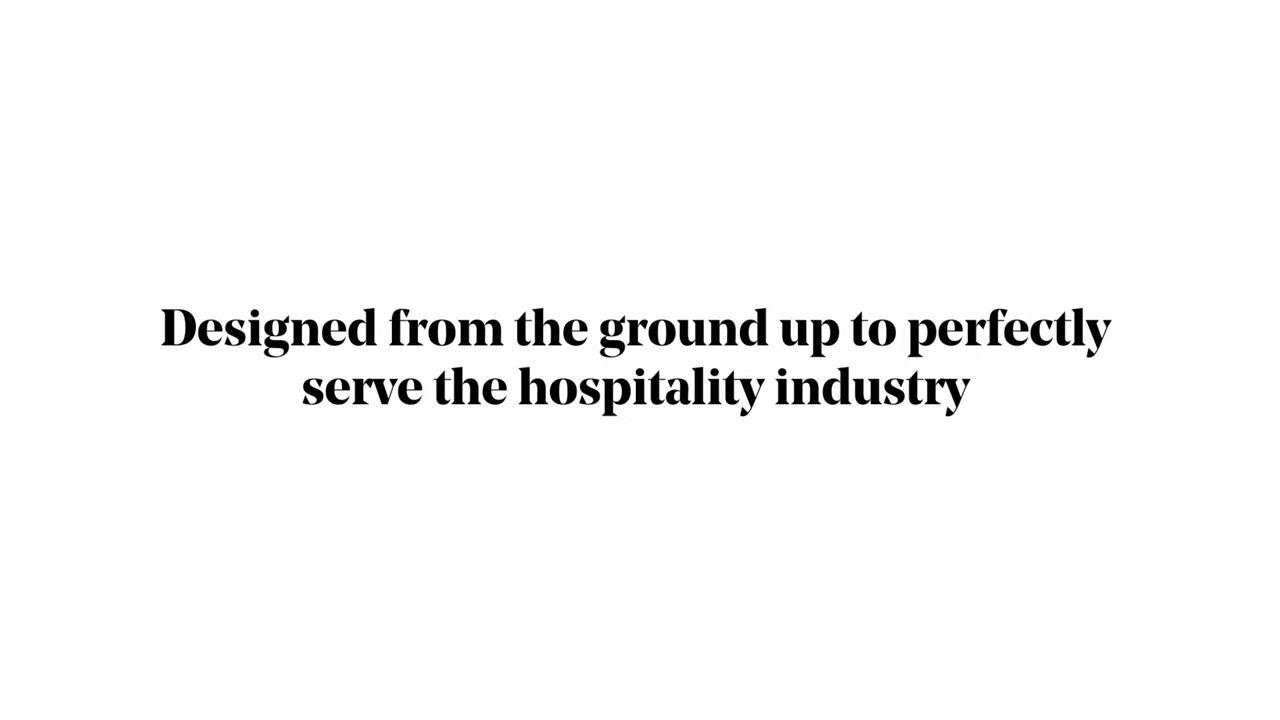 Designed from the ground up to perfectly
serve the hospitality industry